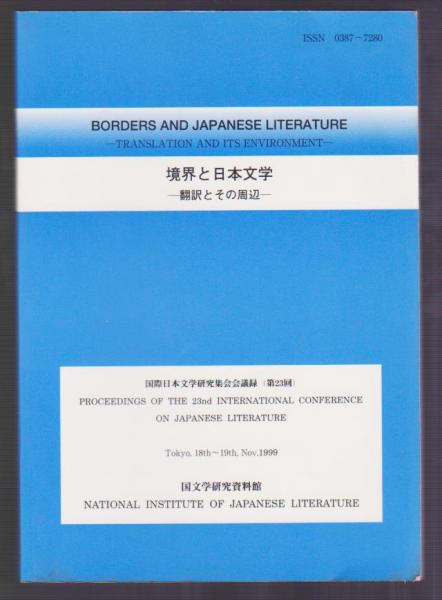 ISSN 0387-7280
BORDERS AND JAPANESE LITERATURE
—TRANSLATION AND ITS ENVIRONMENT—
境界と日本文学
—翻訳とその周辺—
国際日本文学研究集会会議録（第23回）
PROCEEDINGS OF THE 23nd INTERNATIONAL CONFERENCE
ON JAPANESE LITERATURE
Tokyo, 18th～19th, Nov.1999
国文学研究資料館
NATIONAL INSTITUTE OF JAPANESE LITERATURE